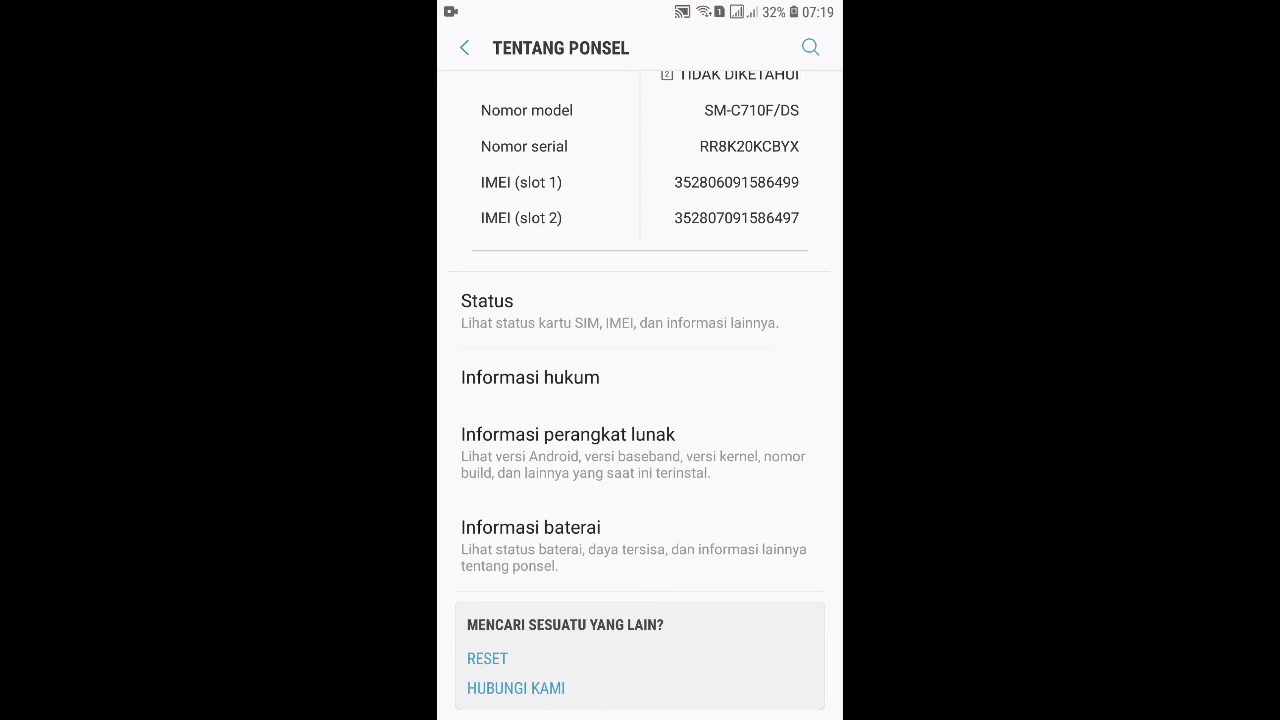 32% 07:19
TENTANG PONSEL
2 TIDAK DIKETAHUI
Nomor model SM-C710F/DS
Nomor serial RR8K20KCBYX
IMEI (slot 1) 352806091586499
IMEI (slot 2) 352807091586497
Status
Lihat status kartu SIM, IMEI, dan informasi lainnya.
Informasi hukum
Informasi perangkat lunak
Lihat versi Android, versi baseband, versi kernel, nomor
build, dan lainnya yang saat ini terinstal.
Informasi baterai
Lihat status baterai, daya tersisa, dan informasi lainnya
tentang ponsel.
MENCARI SESUATU YANG LAIN?
RESET
HUBUNGI KAMI